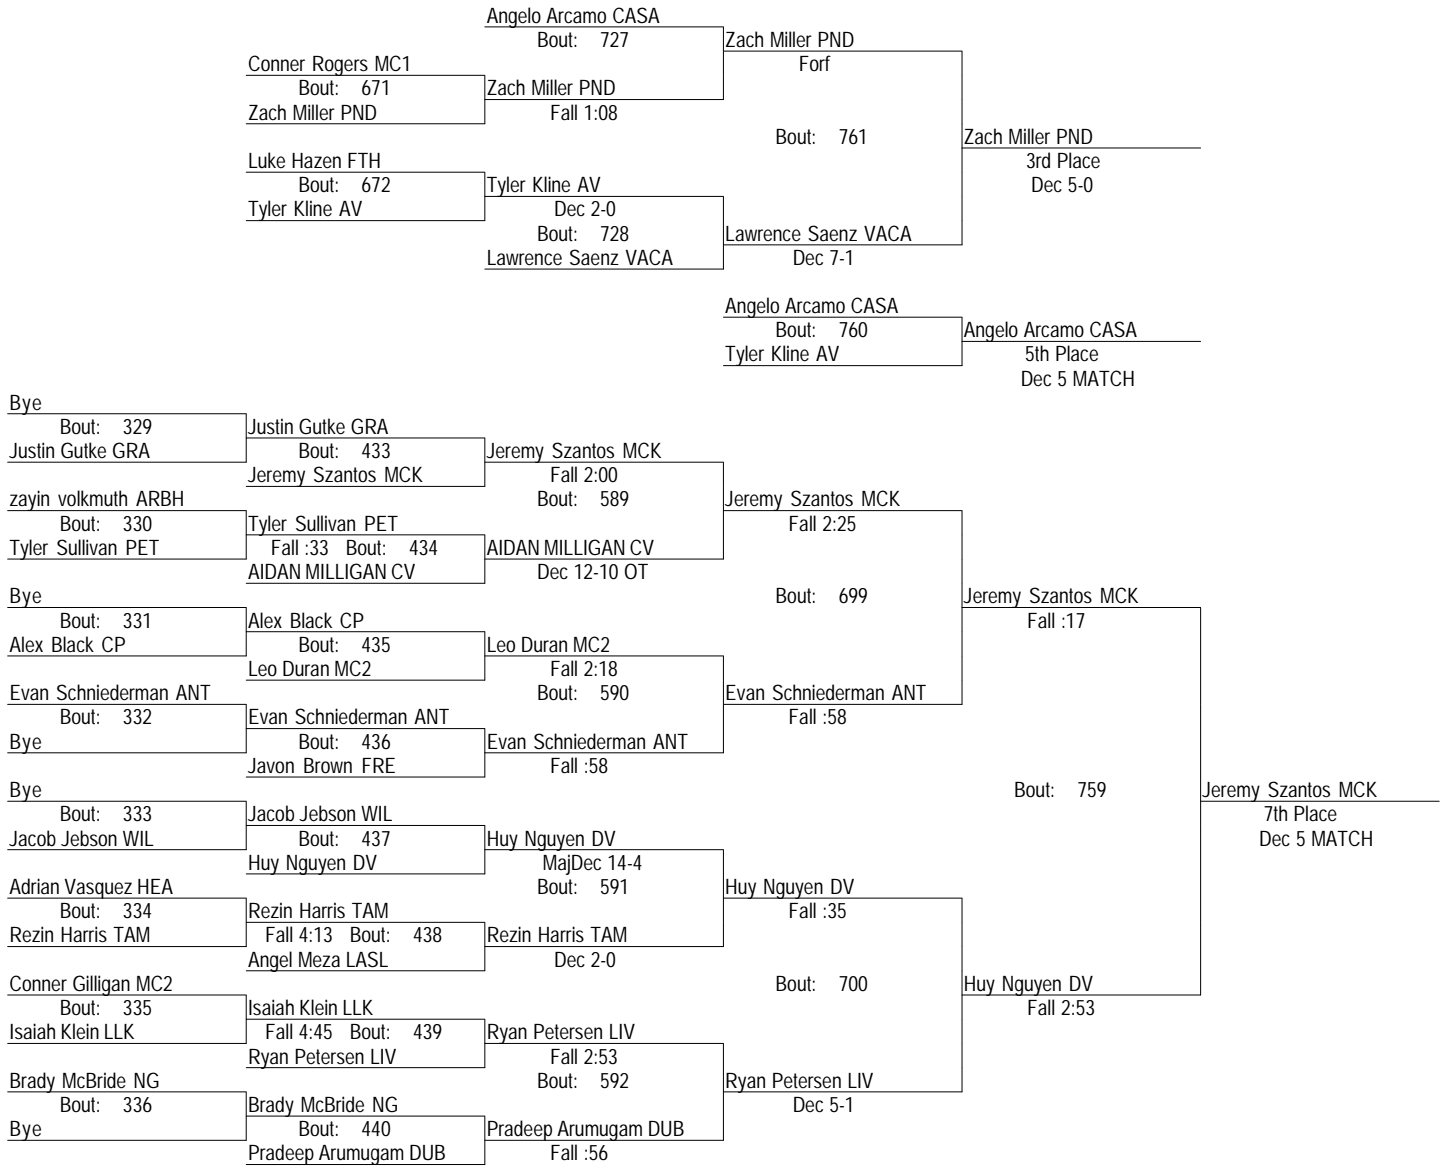 Angelo Arcamo CASA
Bout: 727
Zach Miller PND
Forf
Conner Rogers MC1
Bout: 671
Zach Miller PND
Zach Miller PND
Fall 1:08
Bout: 761
Zach Miller PND
3rd Place
Dec 5-0
Luke Hazen FTH
Bout: 672
Tyler Kline AV
Tyler Kline AV
Dec 2-0
Bout: 728
Lawrence Saenz VACA
Lawrence Saenz VACA
Dec 7-1
Angelo Arcamo CASA
Bout: 760
Tyler Kline AV
Angelo Arcamo CASA
5th Place
Dec 5 MATCH
Bye
Bout: 329
Justin Gutke GRA
Justin Gutke GRA
Bout: 433
Jeremy Szantos MCK
Jeremy Szantos MCK
Fall 2:00
Bout: 589
Jeremy Szantos MCK
Fall 2:25
zayin volkmuth ARBH
Bout: 330
Tyler Sullivan PET
Tyler Sullivan PET
Fall :33 Bout: 434
AIDAN MILLIGAN CV
AIDAN MILLIGAN CV
Dec 12-10 OT
Bout: 699
Jeremy Szantos MCK
Fall :17
Bye
Bout: 331
Alex Black CP
Alex Black CP
Bout: 435
Leo Duran MC2
Leo Duran MC2
Fall 2:18
Bout: 590
Evan Schniederman ANT
Fall :58
Evan Schniederman ANT
Bout: 332
Bye
Evan Schniederman ANT
Bout: 436
Javon Brown FRE
Evan Schniederman ANT
Fall :58
Bout: 759
Jeremy Szantos MCK
7th Place
Dec 5 MATCH
Bye
Bout: 333
Jacob Jebson WIL
Jacob Jebson WIL
Bout: 437
Huy Nguyen DV
Huy Nguyen DV
MajDec 14-4
Bout: 591
Huy Nguyen DV
Fall :35
Adrian Vasquez HEA
Bout: 334
Rezin Harris TAM
Rezin Harris TAM
Fall 4:13 Bout: 438
Angel Meza LASL
Rezin Harris TAM
Dec 2-0
Bout: 700
Huy Nguyen DV
Fall 2:53
Conner Gilligan MC2
Bout: 335
Isaiah Klein LLK
Isaiah Klein LLK
Fall 4:45 Bout: 439
Ryan Petersen LIV
Ryan Petersen LIV
Fall 2:53
Bout: 592
Ryan Petersen LIV
Dec 5-1
Brady McBride NG
Bout: 336
Bye
Brady McBride NG
Bout: 440
Pradeep Arumugam DUB
Pradeep Arumugam DUB
Fall :56